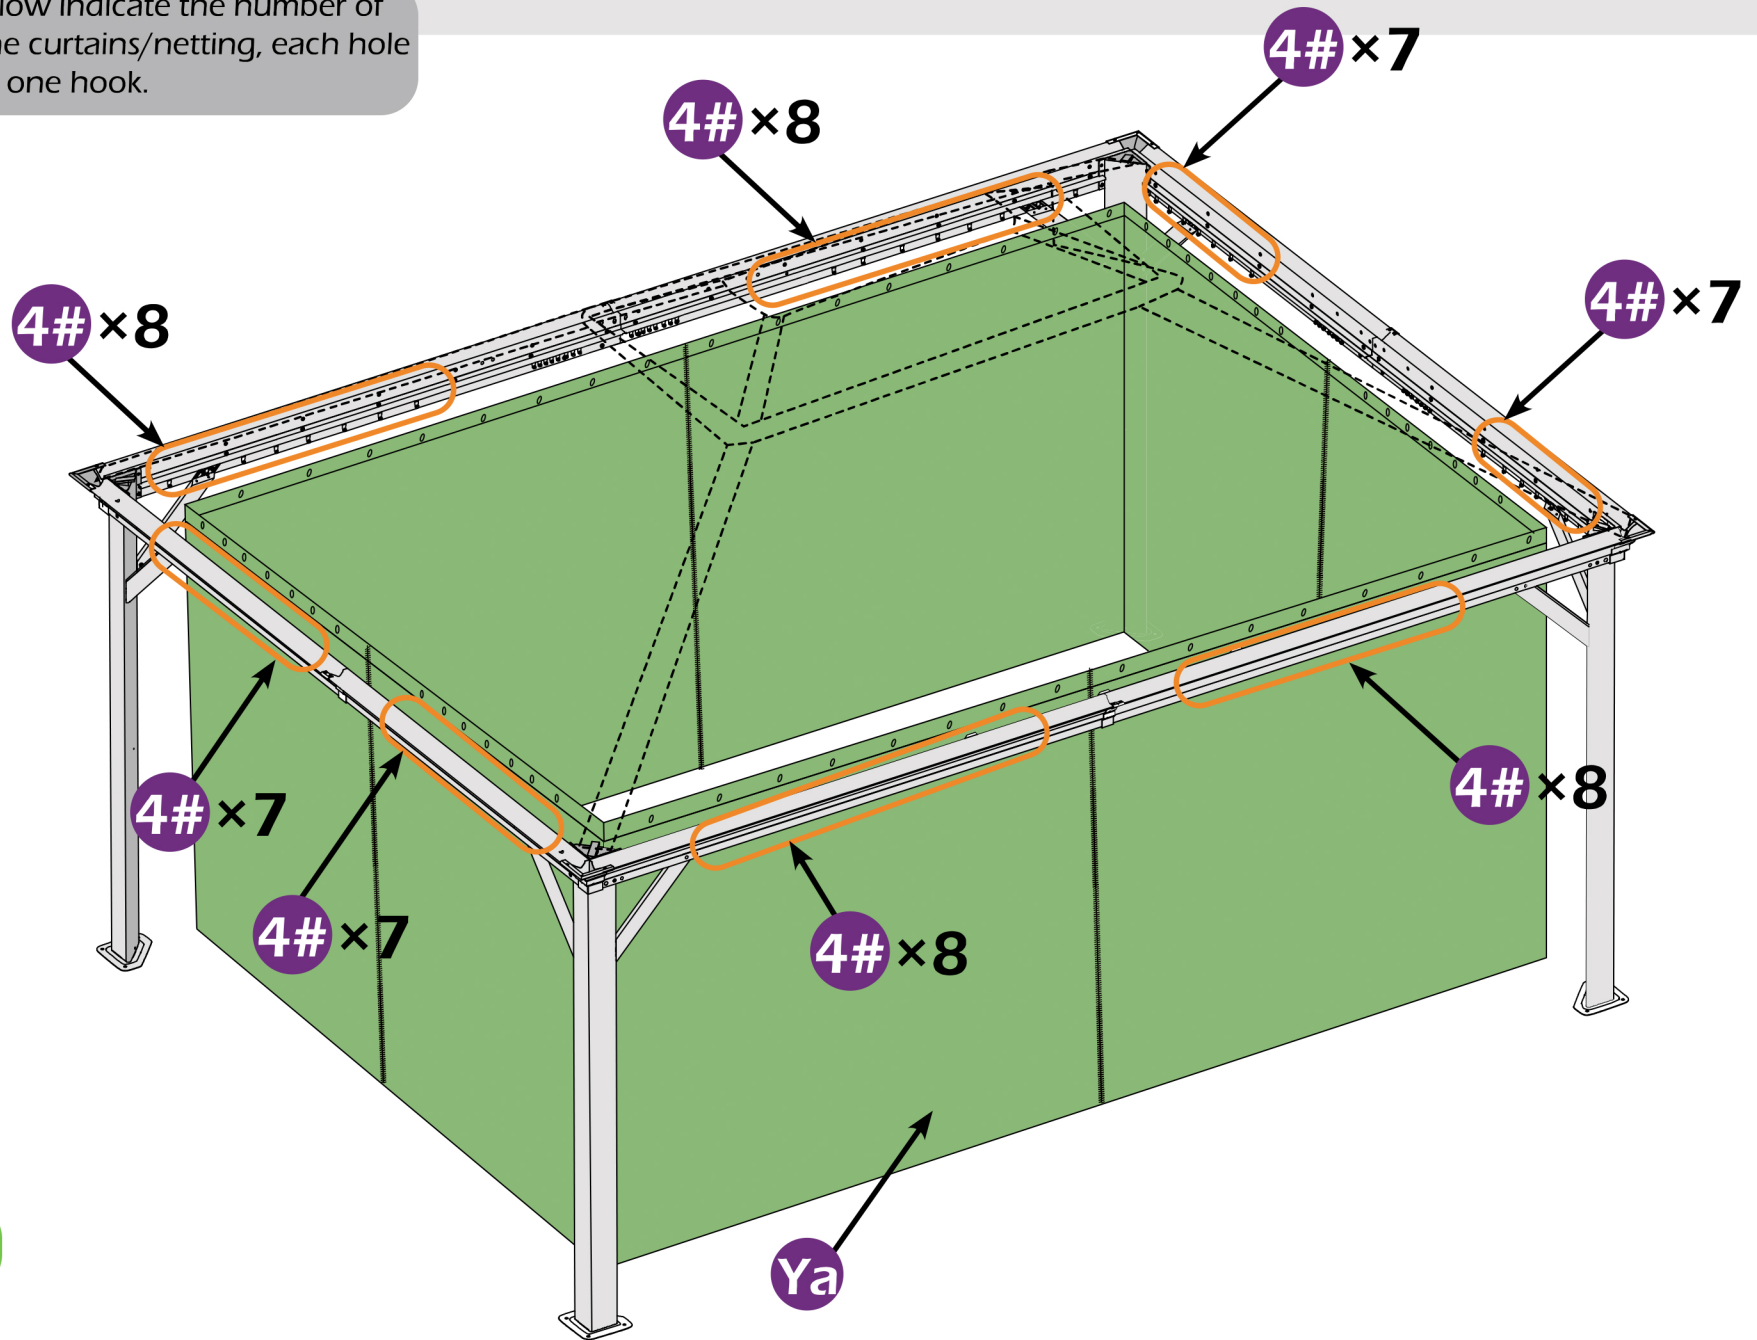 indicate the number of
curtains/netting, each hole
one hook.
4# ×7
4# ×8
4# ×7
4# ×8
4# ×8
4# ×7
4# ×7
4# ×8
Ya